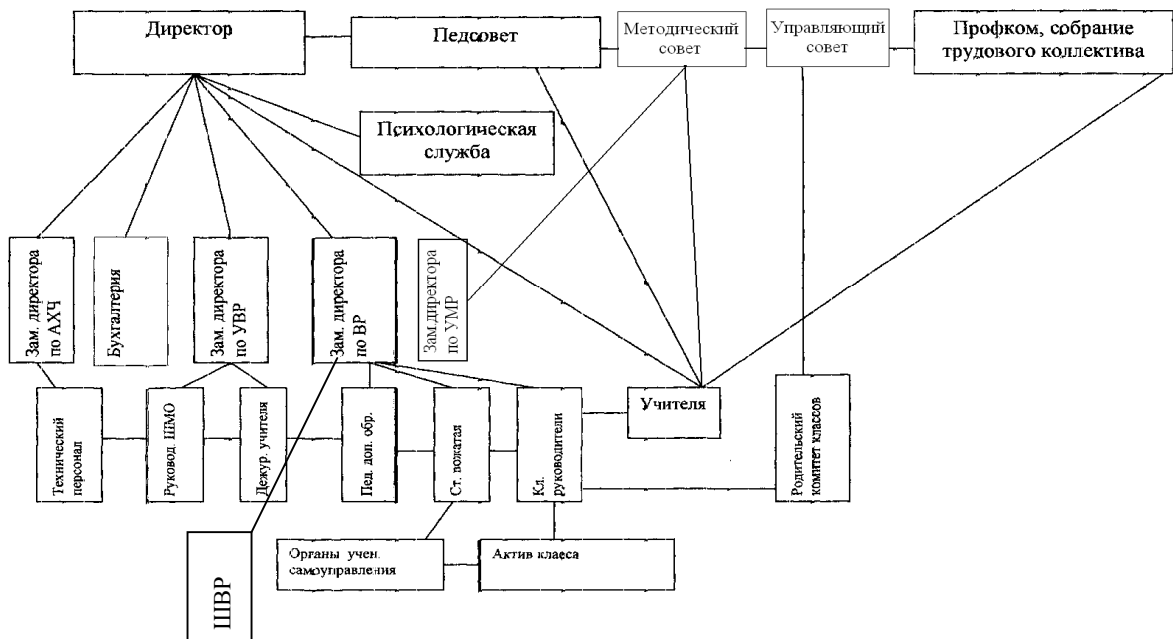 Директор
Педсовет
Методический
совет
Управляющий
совет
Профком, собрание
трудового коллектива
Психологическая
служба
Зам. директора
по АХЧ
Бухгалтерия
Зам. директора
по УВР
Зам. директора
по ВР
Зам.директора
по УМР
Технический
персонал
Руковод. ШМО
Дежур. учителя
Пед. доп. обр.
Ст. вожатая
Кл.
руководители
Учителя
Родительский
комитет классов
Органы учен.
самоуправления
Актив класса
ШВР